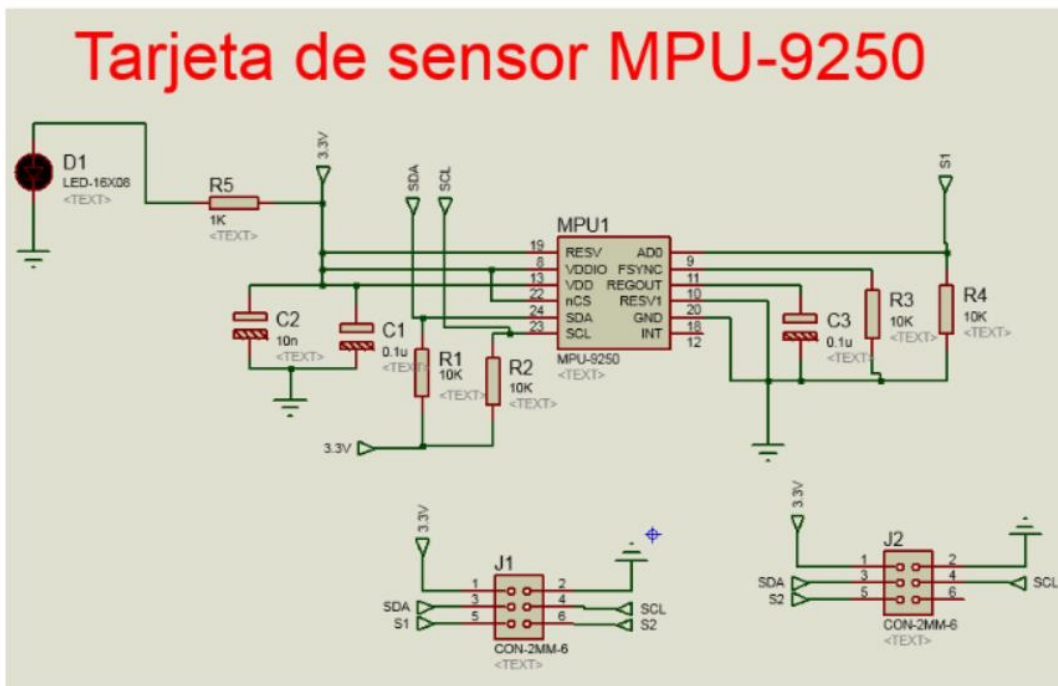 Tarjeta de sensor MPU-9250
D1
LED-16X08
<TEXT>
R5
1K
<TEXT>
3.3V
SDA
SCL
S1
MPU1
19 RESV AD0 9
8 VDDIO FSYNC 11
13 VDD REGOUT 10
22 nCS RESV1 20
24 SDA GND 18
23 SCL INT 12
MPU-9250
<TEXT>
C2
10n
<TEXT>
C1
0.1u
<TEXT>
R1
10K
<TEXT>
R2
10K
<TEXT>
3.3V
C3
0.1u
<TEXT>
R3
10K
<TEXT>
R4
10K
<TEXT>
3.3V
J1
1 2
SDA 3 4 SCL
S1 5 6 S2
CON-2MM-6
<TEXT>
3.3V
J2
1 2
SDA 3 4 SCL
S2 5 6
CON-2MM-6
<TEXT>